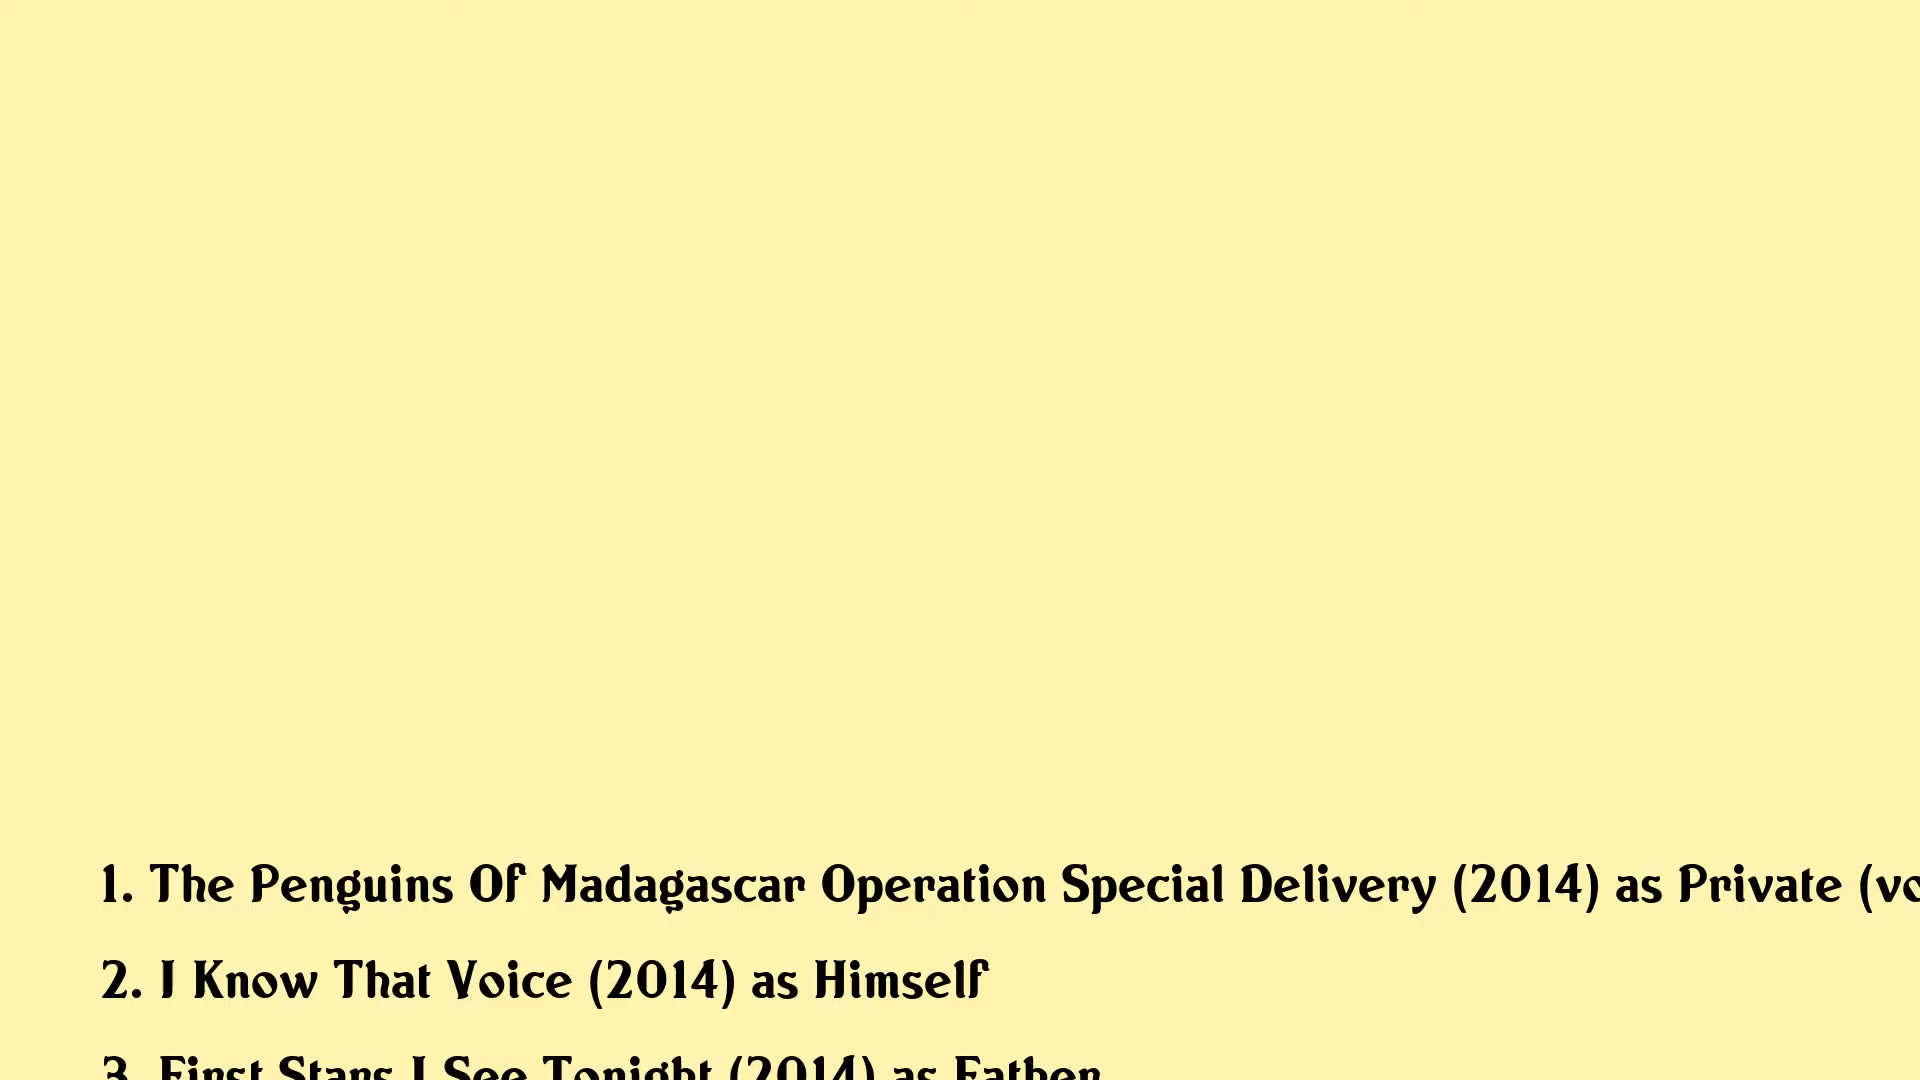 1. The Penguins Of Madagascar Operation Special Delivery (2014) as Private (vo
2. I Know That Voice (2014) as Himself
3. First Stars I See Tonight (2014) as Father